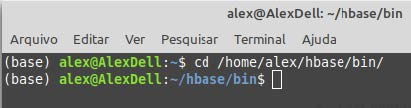 alex@AlexDell: ~/hbase/bin
Arquivo Editar Ver Pesquisar Terminal Ajuda
(base) alex@AlexDell:~$ cd /home/alex/hbase/bin/
(base) alex@AlexDell:~/hbase/bin$